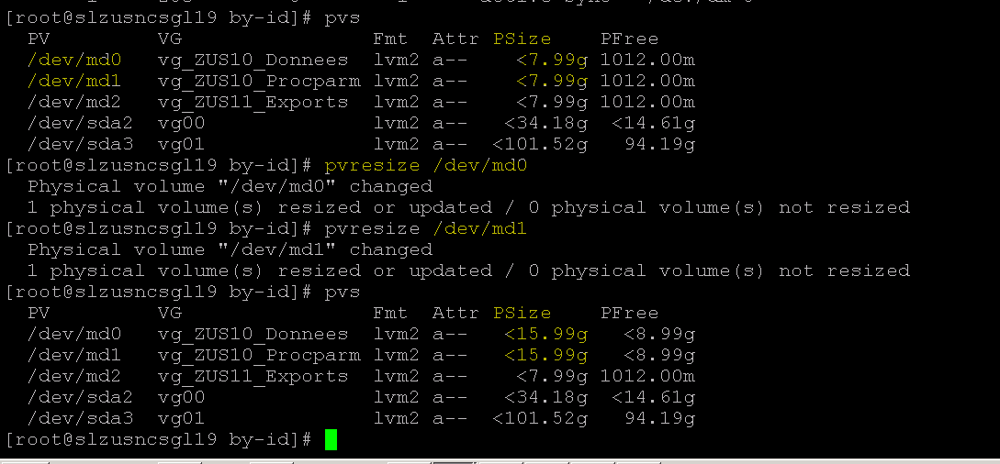 [root@slzusncsgl19 by-id]# pvs
PV VG Fmt Attr PSize PFree
/dev/md0 vg_ZUS10_Donnees lvm2 a-- <7.99g 1012.00m
/dev/md1 vg_ZUS10_Procparm lvm2 a-- <7.99g 1012.00m
/dev/md2 vg_ZUS11_Exports lvm2 a-- <7.99g 1012.00m
/dev/sda2 vg00 lvm2 a-- <34.18g <14.61g
/dev/sda3 vg01 lvm2 a-- <101.52g 94.19g
[root@slzusncsgl19 by-id]# pvresize /dev/md0
Physical volume "/dev/md0" changed
1 physical volume(s) resized or updated / 0 physical volume(s) not resized
[root@slzusncsgl19 by-id]# pvresize /dev/md1
Physical volume "/dev/md1" changed
1 physical volume(s) resized or updated / 0 physical volume(s) not resized
[root@slzusncsgl19 by-id]# pvs
PV VG Fmt Attr PSize PFree
/dev/md0 vg_ZUS10_Donnees lvm2 a-- <15.99g <8.99g
/dev/md1 vg_ZUS10_Procparm lvm2 a-- <15.99g <8.99g
/dev/md2 vg_ZUS11_Exports lvm2 a-- <7.99g 1012.00m
/dev/sda2 vg00 lvm2 a-- <34.18g <14.61g
/dev/sda3 vg01 lvm2 a-- <101.52g 94.19g
[root@slzusncsgl19 by-id]#